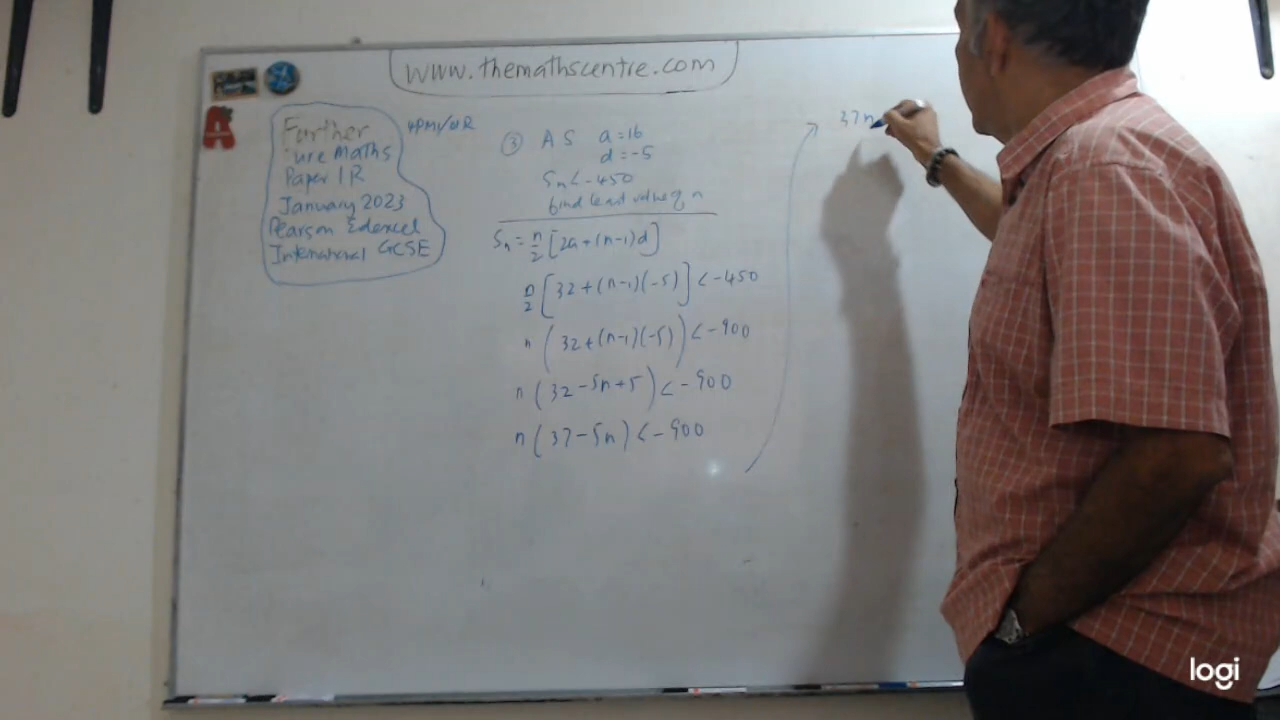 www.themathscentre.com
Further
ure Maths
Paper 1R
January 2023
Pearson Edexcel
International GCSE
4PM1/01R
③ A S a = 16
d = -5
Sn < -450
find least value of n
Sn = n/2 [2a + (n-1)d]
n/2 [32 + (n-1)(-5)] < -450
n (32 + (n-1)(-5)) < -900
n (32 - 5n + 5) < -900
n (37 - 5n) < -900
37n
A
logi